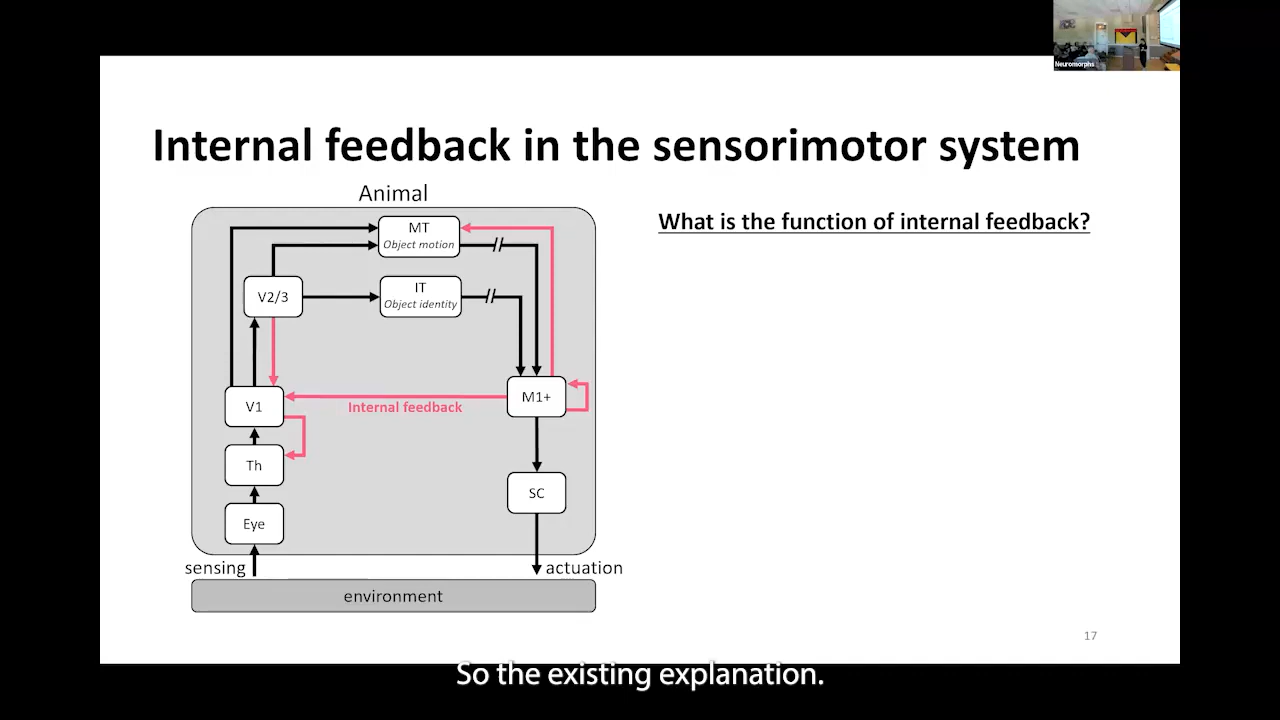 Neuromorphs
Internal feedback in the sensorimotor system
Animal
What is the function of internal feedback?
MT
Object motion
V2/3
IT
Object identity
V1
Internal feedback
M1+
Th
SC
Eye
sensing
actuation
environment
17
So the existing explanation.